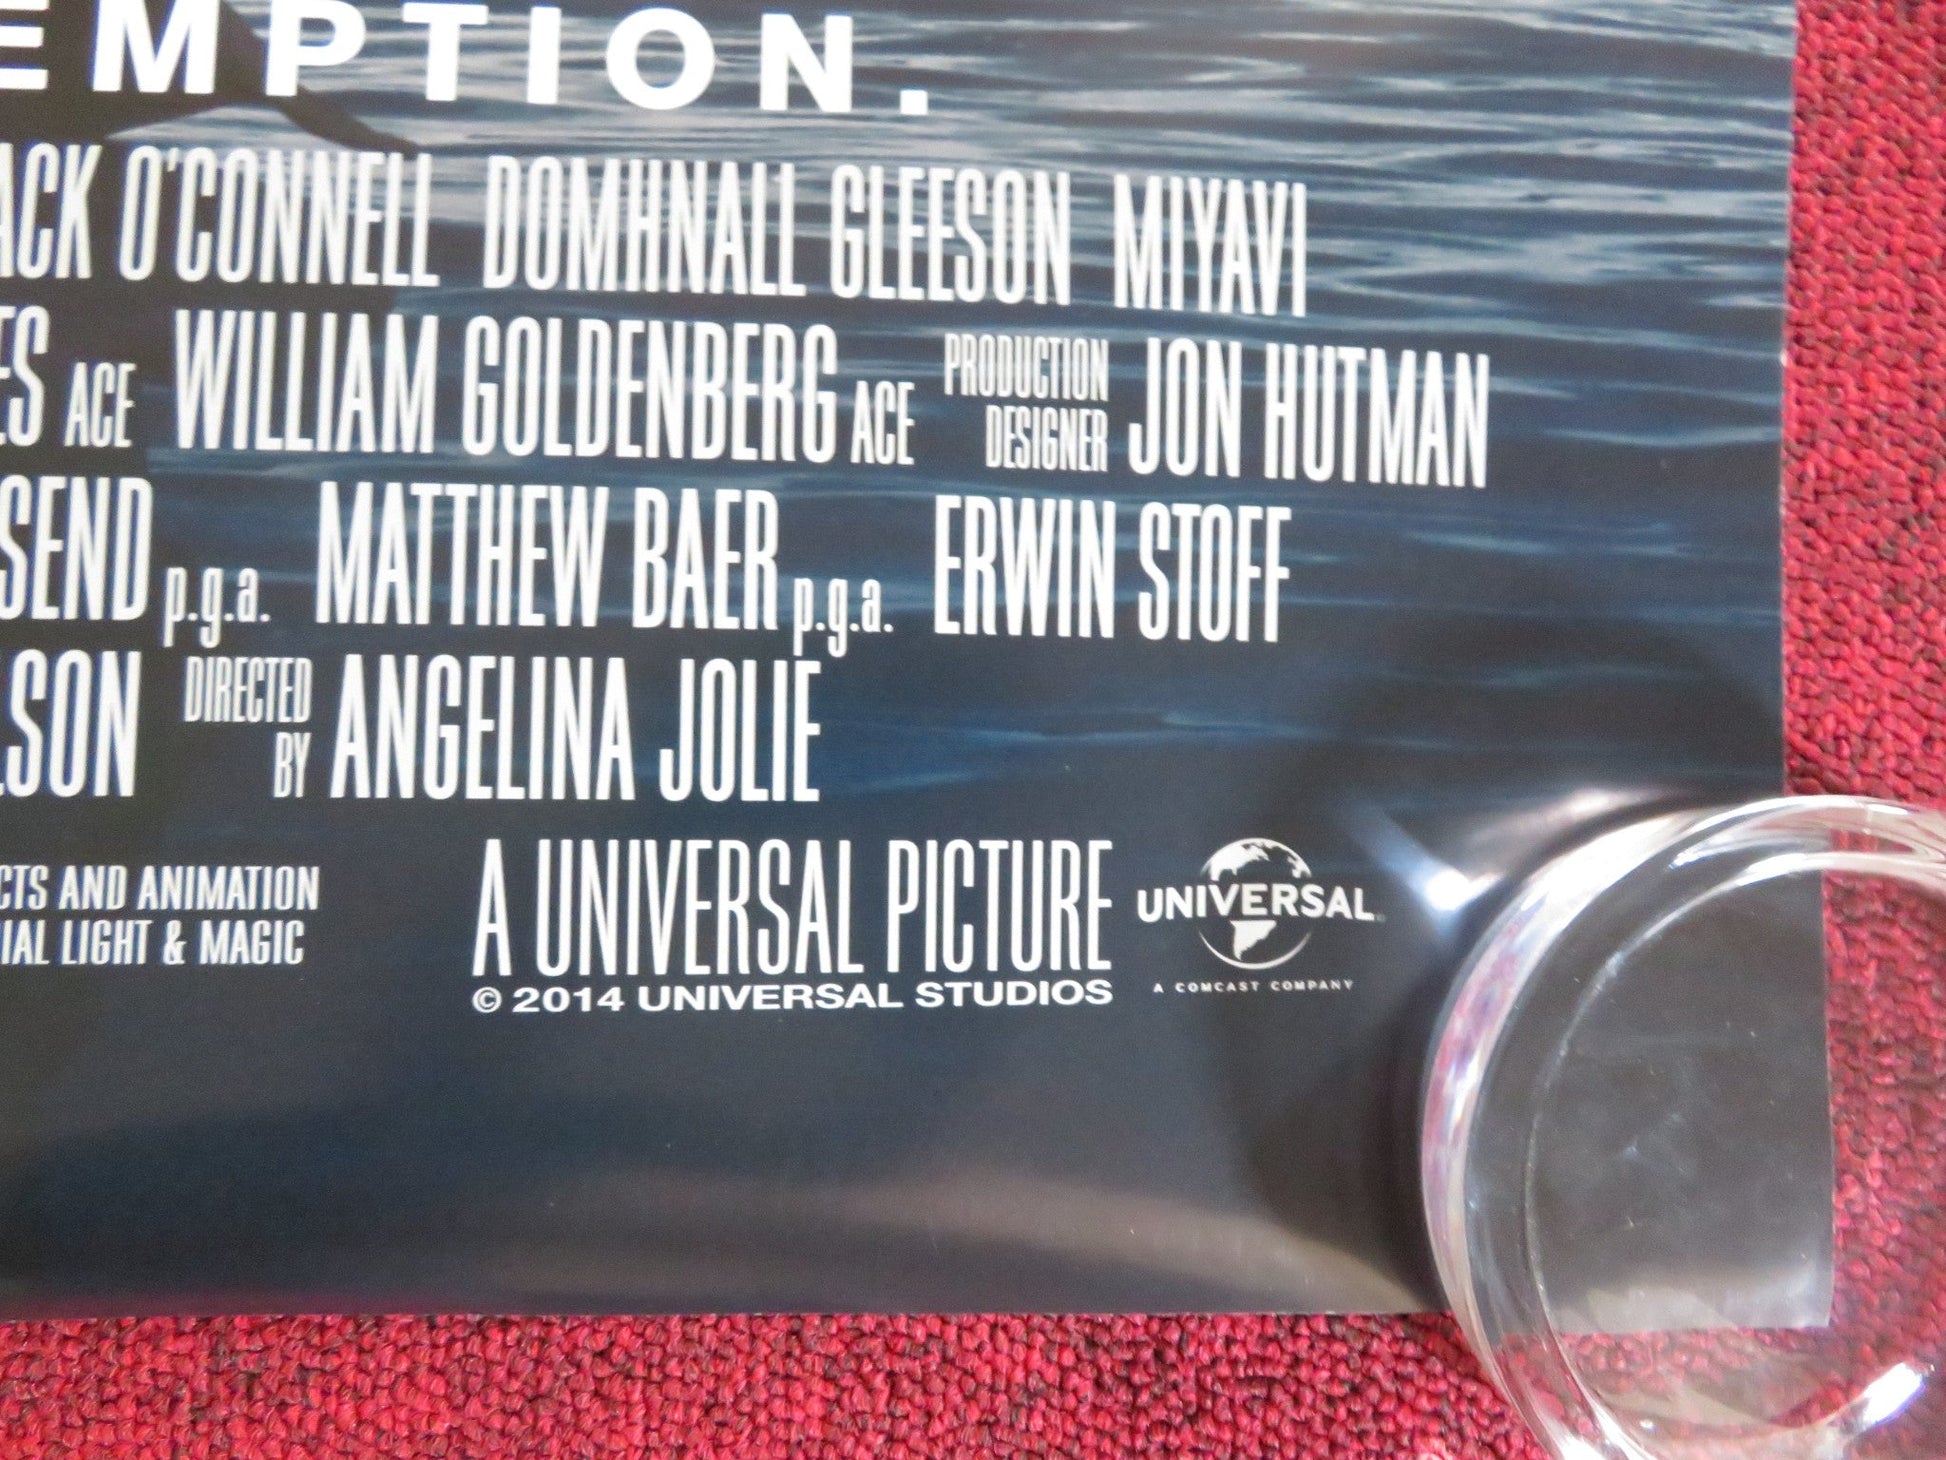 EMPTION.
ACK O'CONNELL DOMHNALL GLEESON MIYAVI
ES ACE WILLIAM GOLDENBERG ACE PRODUCTION DESIGNER JON HUTMAN
SEND p.g.a. MATTHEW BAER p.g.a. ERWIN STOFF
LSON DIRECTED BY ANGELINA JOLIE
CTS AND ANIMATION
IAL LIGHT & MAGIC
A UNIVERSAL PICTURE
© 2014 UNIVERSAL STUDIOS
UNIVERSAL
A COMCAST COMPANY